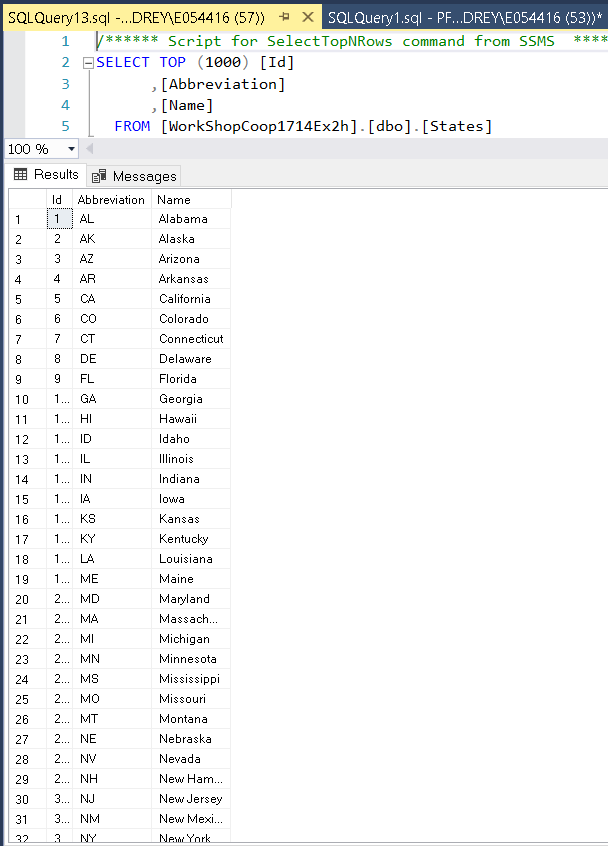 SQLQuery13.sql -...DREY\E054416 (57)) SQLQuery1.sql - PF...DREY\E054416 (53))*
1 /****** Script for SelectTopNRows command from SSMS ****
2 SELECT TOP (1000) [Id]
3 ,[Abbreviation]
4 ,[Name]
5 FROM [WorkShopCoop1714Ex2h].[dbo].[States]
100 %
Results Messages
Id Abbreviation Name
1 1 AL Alabama
2 2 AK Alaska
3 3 AZ Arizona
4 4 AR Arkansas
5 5 CA California
6 6 CO Colorado
7 7 CT Connecticut
8 8 DE Delaware
9 9 FL Florida
10 1... GA Georgia
11 1... HI Hawaii
12 1... ID Idaho
13 1... IL Illinois
14 1... IN Indiana
15 1... IA Iowa
16 1... KS Kansas
17 1... KY Kentucky
18 1... LA Louisiana
19 1... ME Maine
20 2... MD Maryland
21 2... MA Massach...
22 2... MI Michigan
23 2... MN Minnesota
24 2... MS Mississippi
25 2... MO Missouri
26 2... MT Montana
27 2... NE Nebraska
28 2... NV Nevada
29 2... NH New Ham...
30 3... NJ New Jersey
31 3... NM New Mexi...
32 3 NY New York